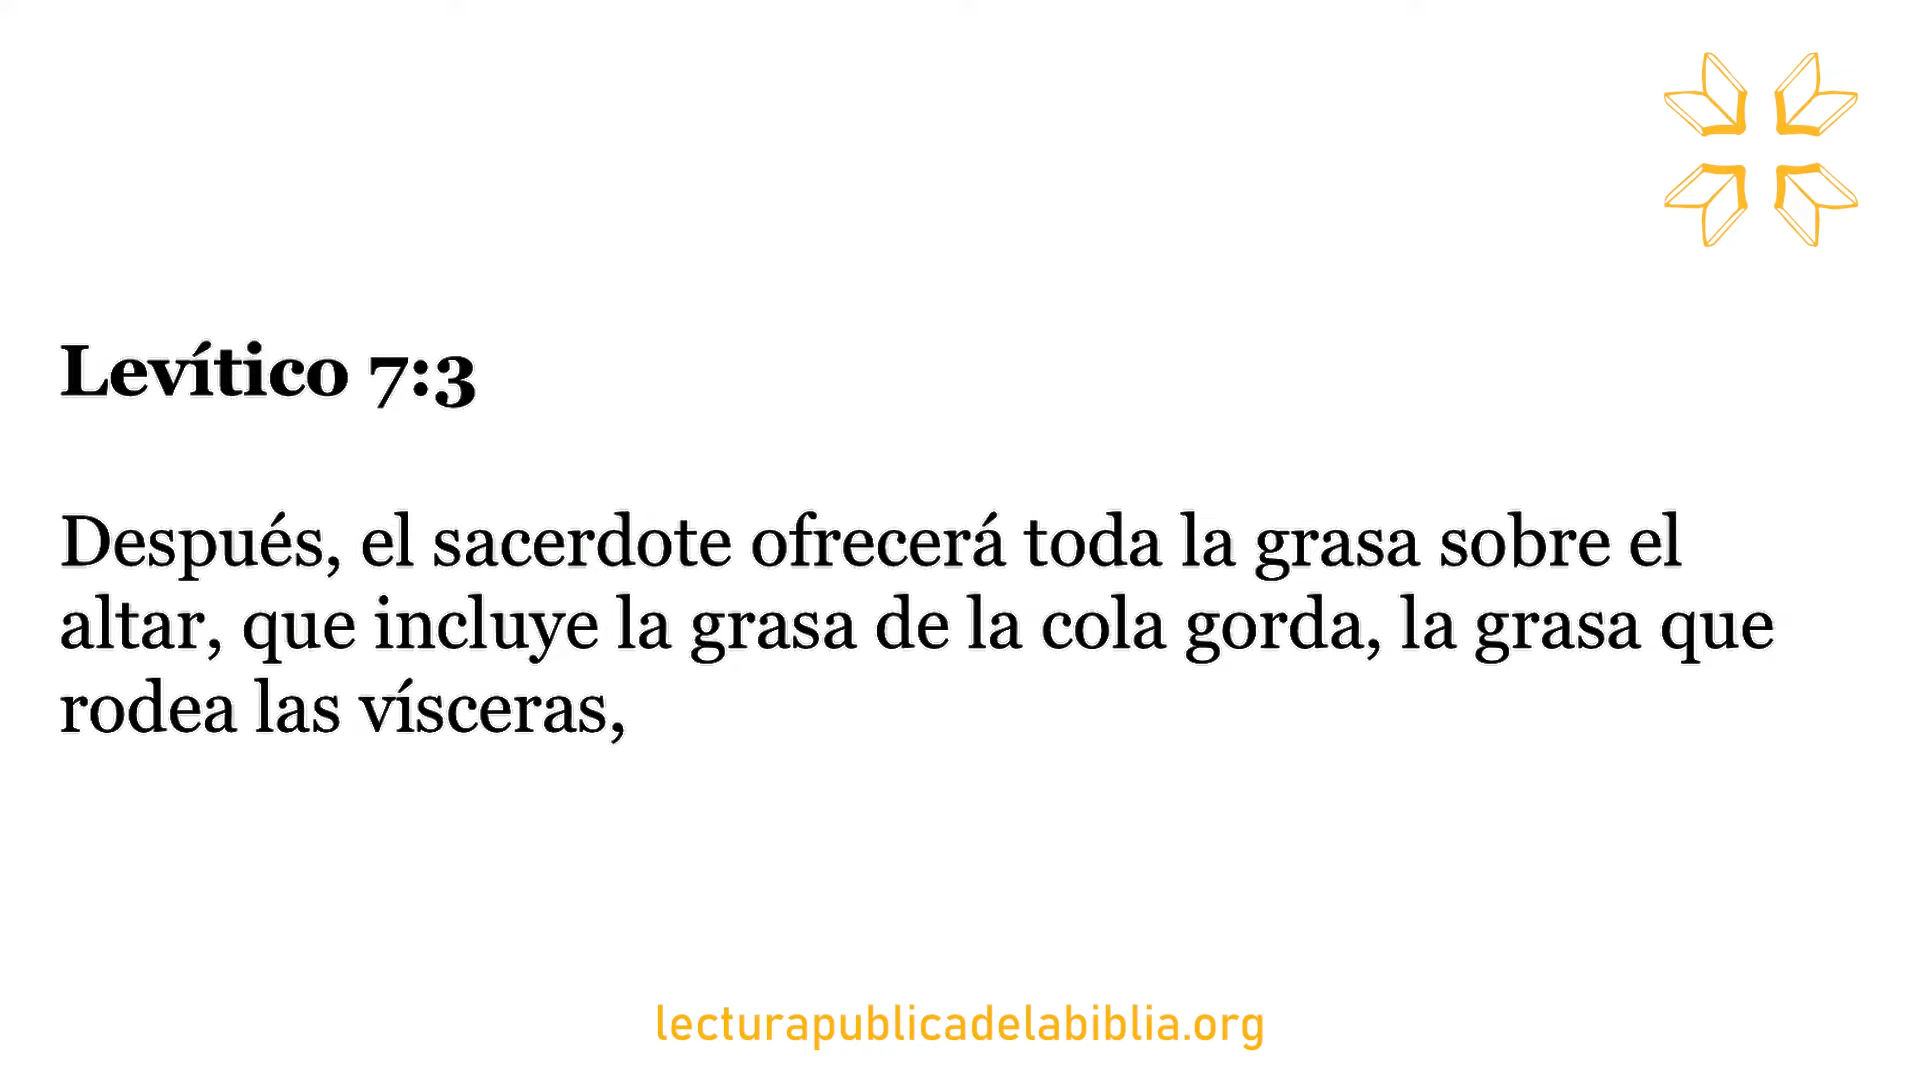 Levítico 7:3
Después, el sacerdote ofrecerá toda la grasa sobre el
altar, que incluye la grasa de la cola gorda, la grasa que
rodea las vísceras,
lecturapublicadelabiblia.org